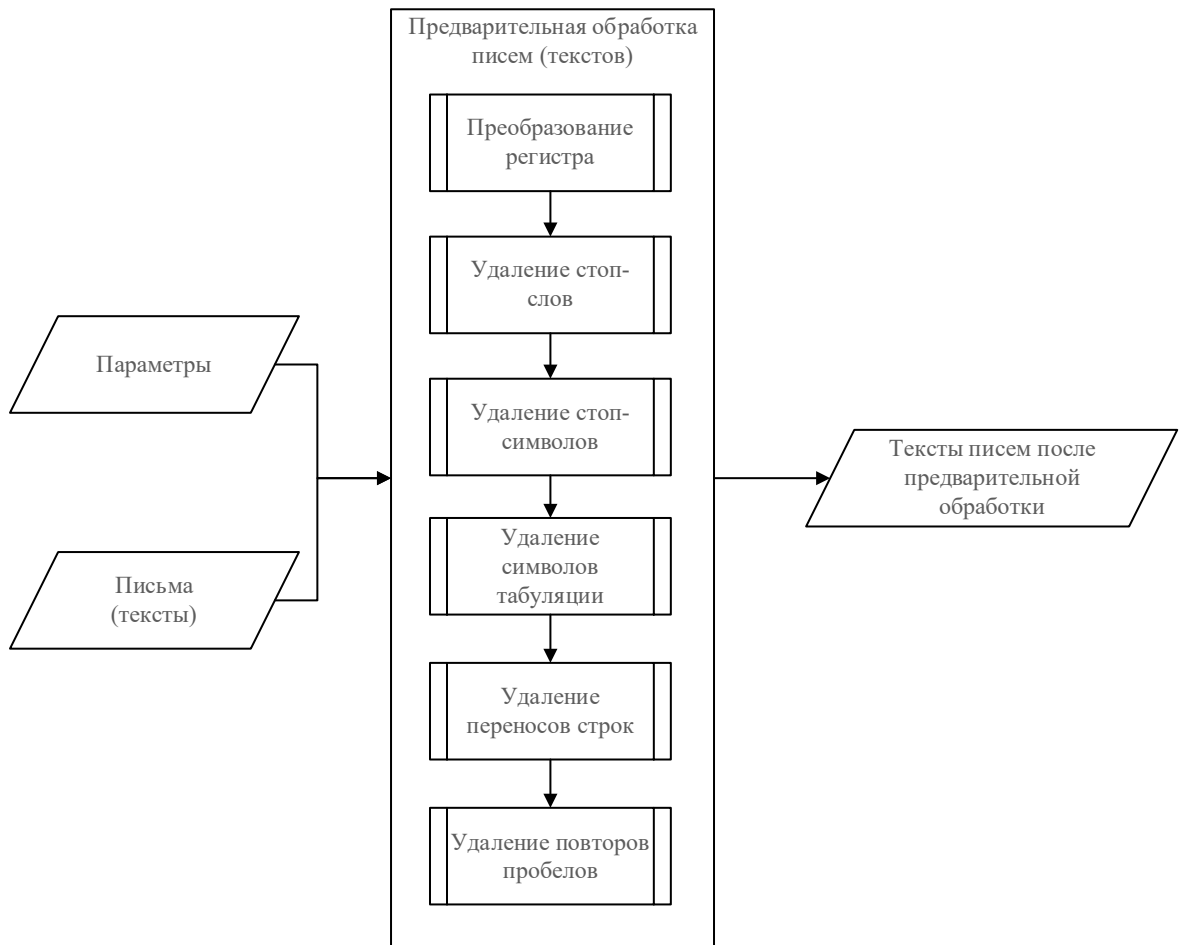 Предварительная обработка
писем (текстов)
Преобразование
регистра
Удаление стоп-
слов
Параметры
Удаление стоп-
символов
Тексты писем после
предварительной
обработки
Удаление
символов
табуляции
Письма
(тексты)
Удаление
переносов строк
Удаление повторов
пробелов